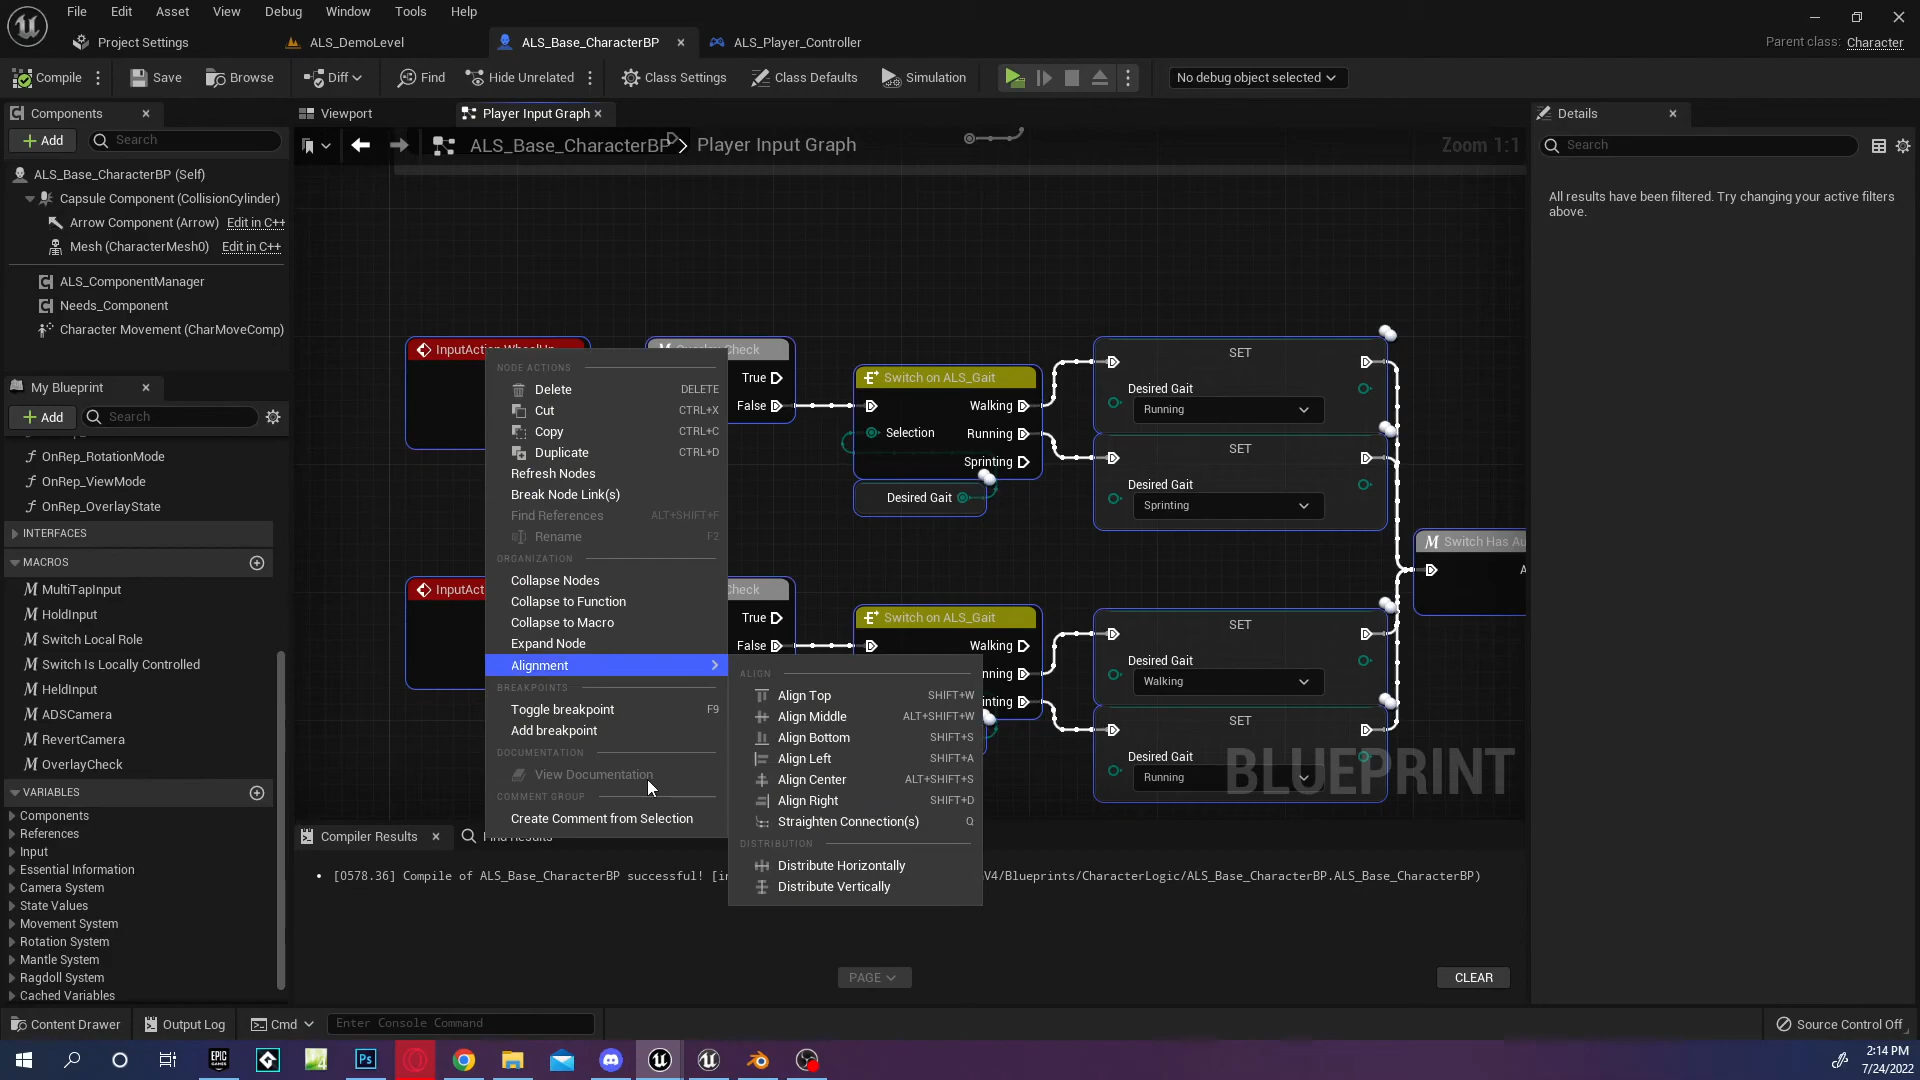 File Edit Asset View Debug Window Tools Help
Project Settings ALS_DemoLevel ALS_Base_CharacterBP ALS_Player_Controller Parent class: Character
Compile Save Browse Diff Find Hide Unrelated Class Settings Class Defaults Simulation No debug object selected
Components
Add Search
ALS_Base_CharacterBP (Self)
Capsule Component (CollisionCylinder)
Arrow Component (Arrow) Edit in C++
Mesh (CharacterMesh0) Edit in C++
ALS_ComponentManager
Needs_Component
Character Movement (CharMoveComp)
My Blueprint
Add Search
OnRep_RotationMode
OnRep_ViewMode
OnRep_OverlayState
INTERFACES
MACROS
MultiTapInput
HoldInput
Switch Local Role
Switch Is Locally Controlled
HeldInput
ADSCamera
RevertCamera
OverlayCheck
VARIABLES
Components
References
Input
Essential Information
Camera System
State Values
Movement System
Rotation System
Mantle System
Ragdoll System
Cached Variables
Viewport Player Input Graph
ALS_Base_CharacterBP Player Input Graph Zoom 1:1
InputAction
Check
True
False
Switch on ALS_Gait
Walking
Selection Running
Sprinting
Desired Gait
SET
Desired Gait
Running
SET
Desired Gait
Sprinting
Switch Has Au
A
InputAct
Check
True
False
Switch on ALS_Gait
Walking
nning
inting
SET
Desired Gait
Walking
SET
Desired Gait
Running
BLUEPRINT
NODE ACTIONS
Delete DELETE
Cut CTRL+X
Copy CTRL+C
Duplicate CTRL+D
Refresh Nodes
Break Node Link(s)
Find References ALT+SHIFT+F
Rename F2
ORGANIZATION
Collapse Nodes
Collapse to Function
Collapse to Macro
Expand Node
Alignment
BREAKPOINTS
Toggle breakpoint F9
Add breakpoint
DOCUMENTATION
View Documentation
COMMENT GROUP
Create Comment from Selection
ALIGN
Align Top SHIFT+W
Align Middle ALT+SHIFT+W
Align Bottom SHIFT+S
Align Left SHIFT+A
Align Center ALT+SHIFT+S
Align Right SHIFT+D
Straighten Connection(s) Q
DISTRIBUTION
Distribute Horizontally
Distribute Vertically
Compiler Results
[0578.36] Compile of ALS_Base_CharacterBP successful! [in V4/Blueprints/CharacterLogic/ALS_Base_CharacterBP.ALS_Base_CharacterBP)
PAGE CLEAR
Details
Search
All results have been filtered. Try changing your active filters
above.
Content Drawer Output Log Cmd Enter Console Command Source Control Off
EPIC GAMES Ps
2:14 PM
7/24/2022